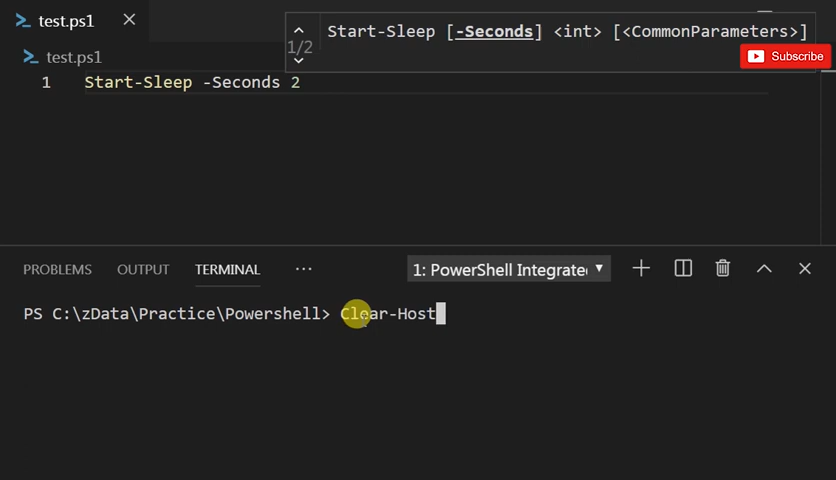 test.ps1
1/2
Start-Sleep [-Seconds] <int> [<CommonParameters>]
Subscribe
test.ps1
1 Start-Sleep -Seconds 2
PROBLEMS OUTPUT TERMINAL ··· 1: PowerShell Integrate
PS C:\zData\Practice\Powershell> Clear-Host